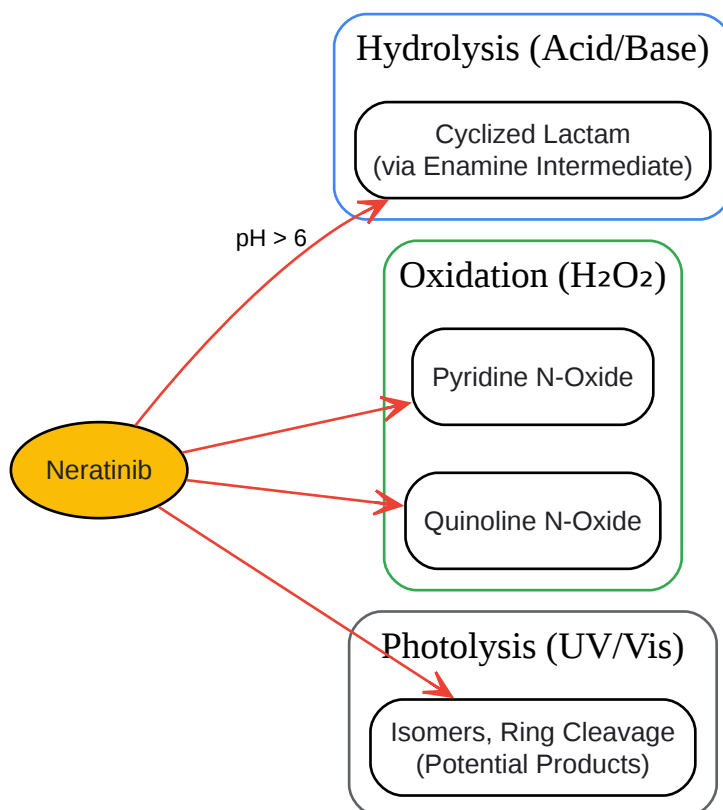 Hydrolysis (Acid/Base)
Cyclized Lactam
(via Enamine Intermediate)
pH > 6
Oxidation (H₂O₂)
Pyridine N-Oxide
Neratinib
Quinoline N-Oxide
Photolysis (UV/Vis)
Isomers, Ring Cleavage
(Potential Products)